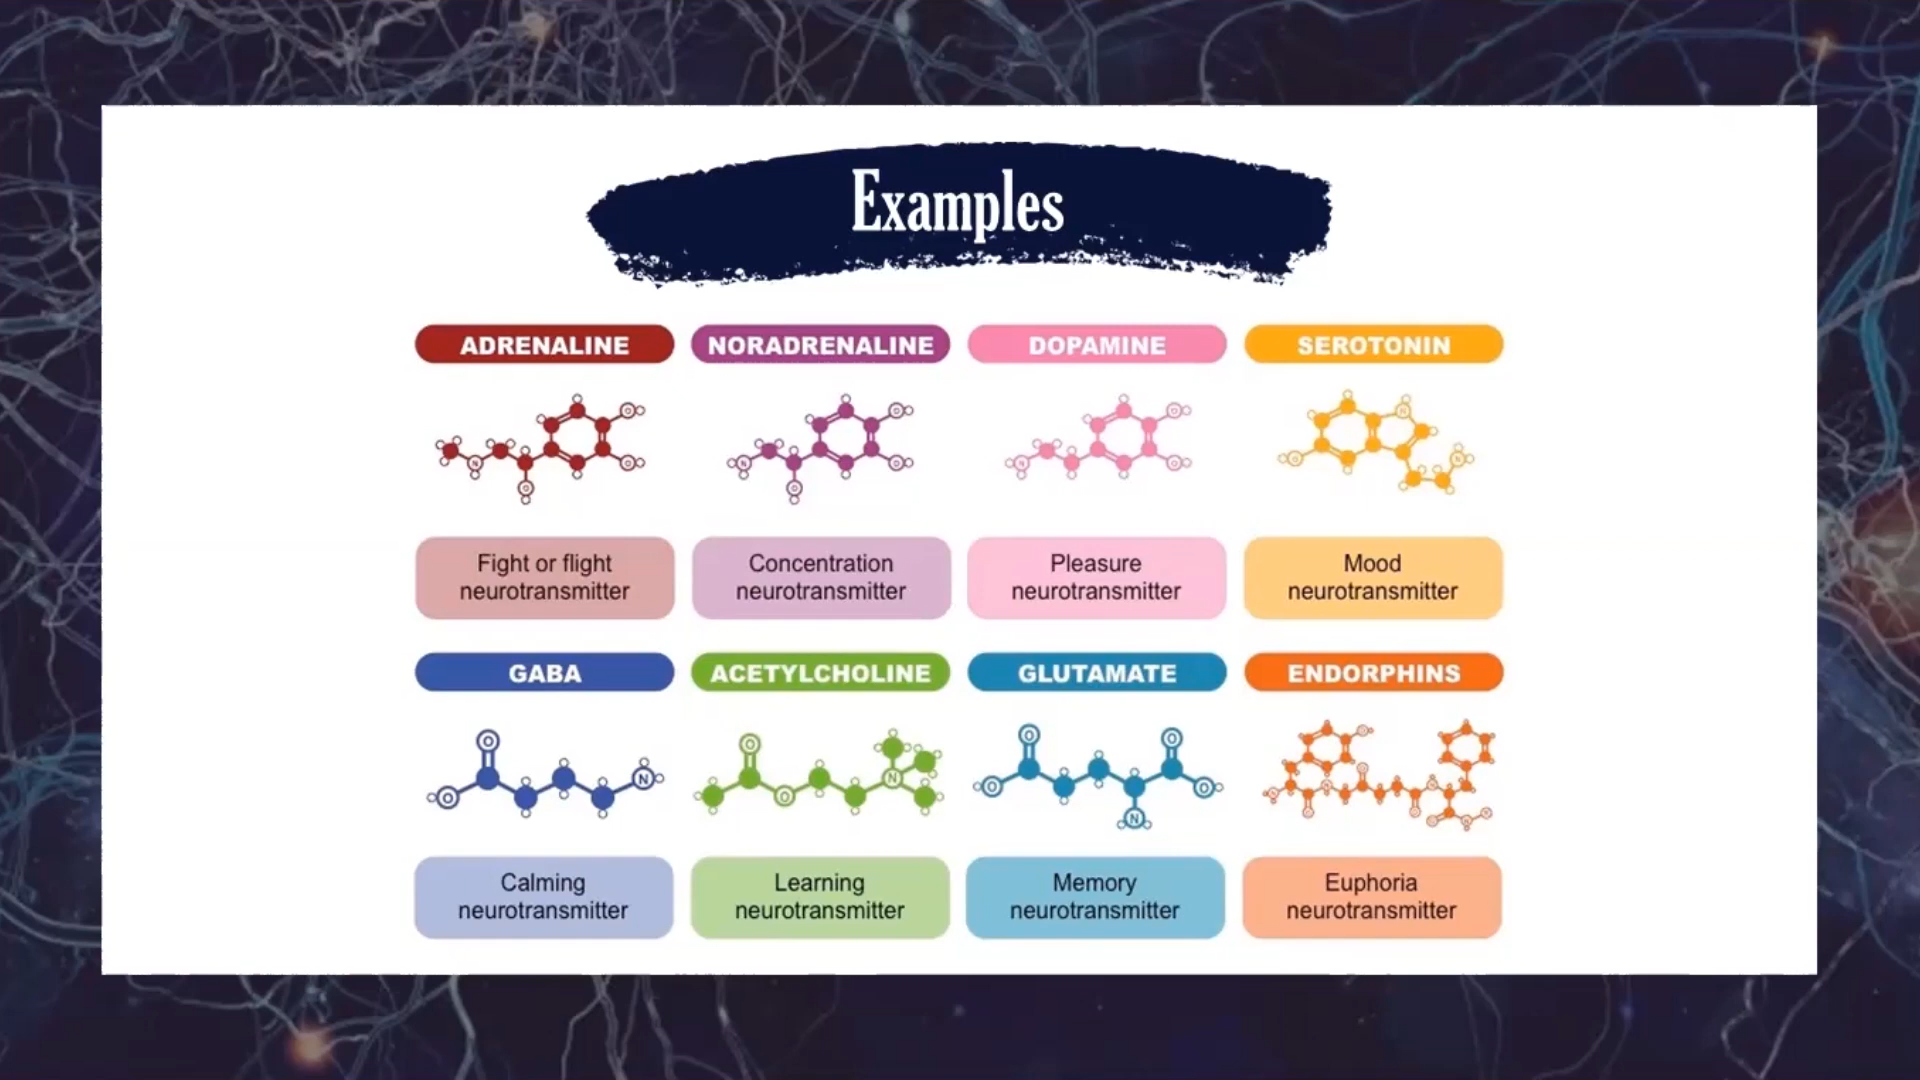 Examples
ADRENALINE
NORADRENALINE
DOPAMINE
SEROTONIN
Fight or flight
neurotransmitter
Concentration
neurotransmitter
Pleasure
neurotransmitter
Mood
neurotransmitter
GABA
ACETYLCHOLINE
GLUTAMATE
ENDORPHINS
Calming
neurotransmitter
Learning
neurotransmitter
Memory
neurotransmitter
Euphoria
neurotransmitter